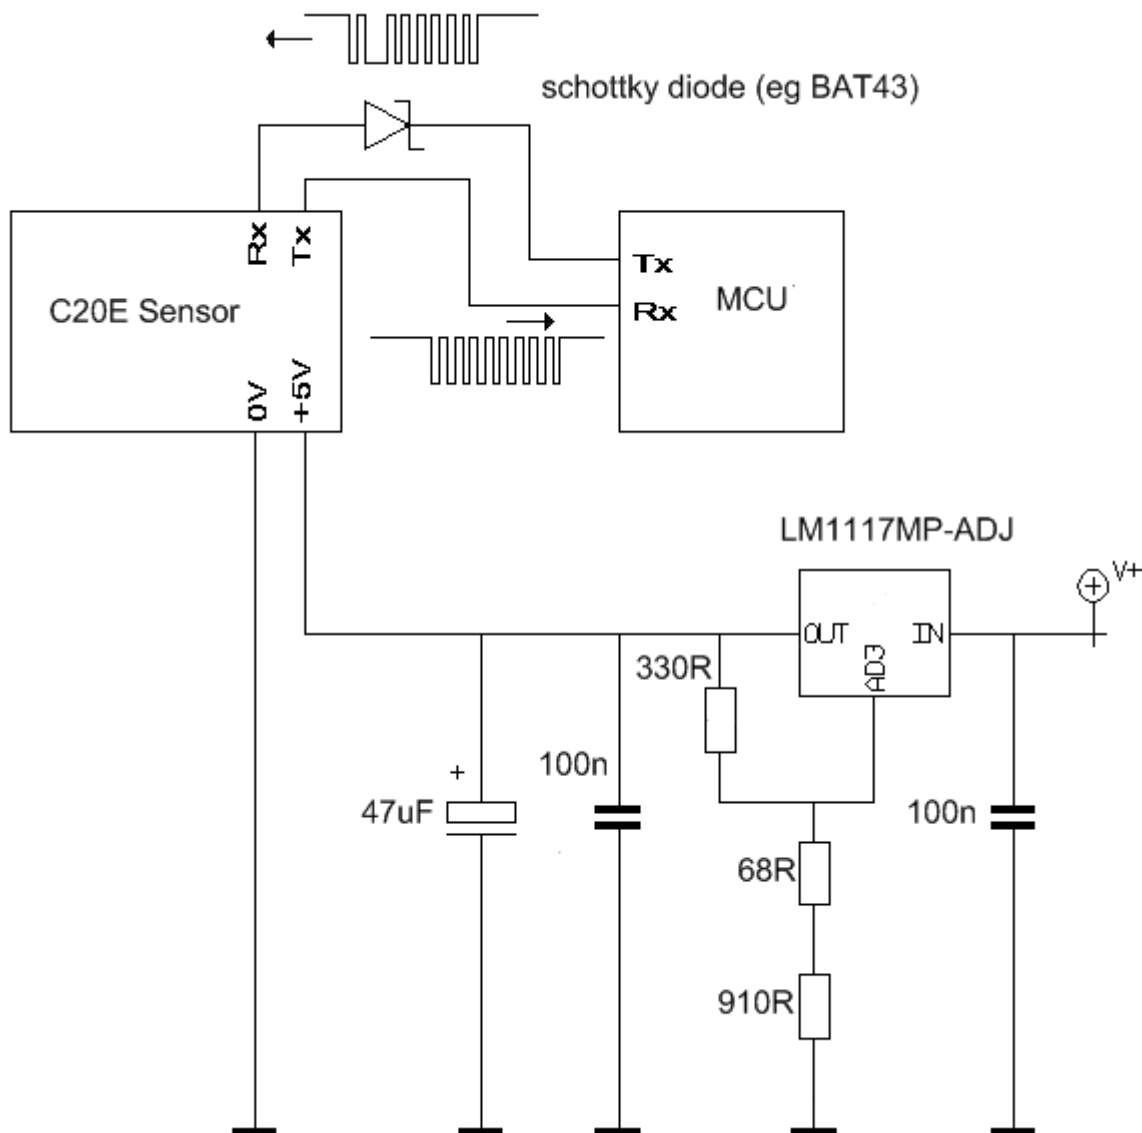 schottky diode (eg BAT43)
Rx
Tx
C20E Sensor
0V
+5V
Tx
Rx
MCU
LM1117MP-ADJ
V+
OUT
IN
ADJ
330R
+
47uF
100n
100n
68R
910R